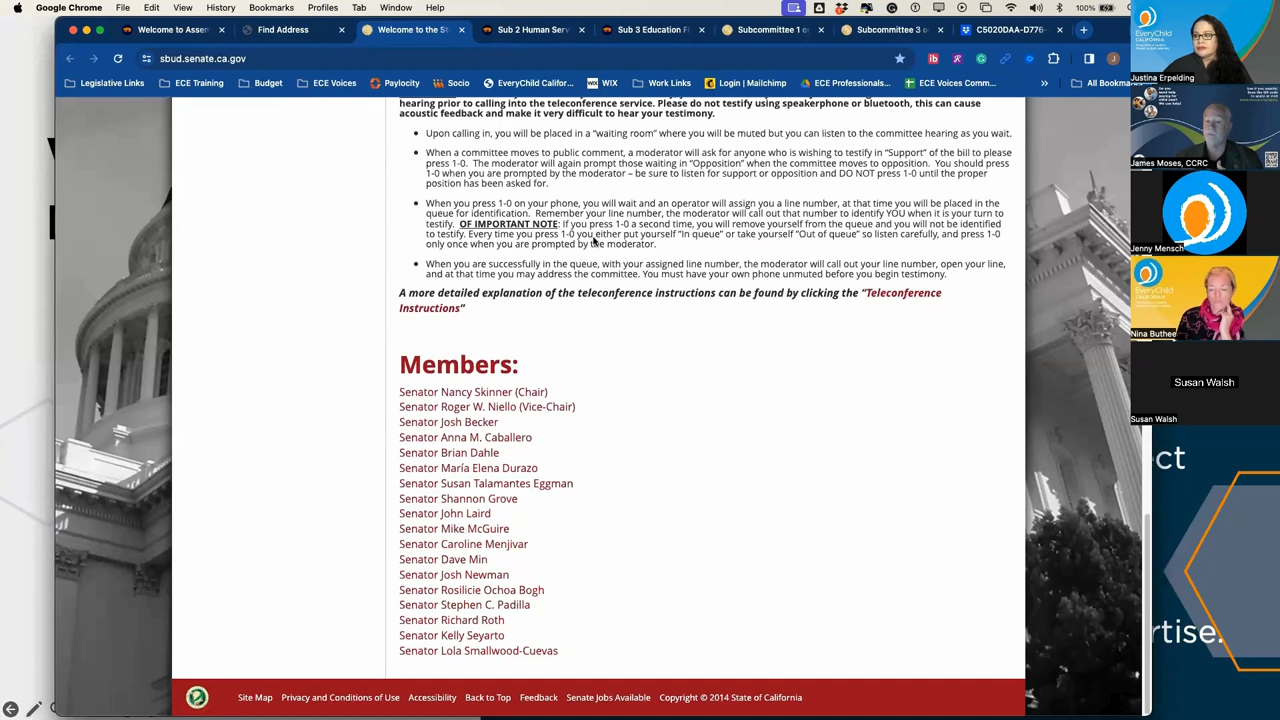 Google Chrome File Edit View History Bookmarks Profiles Tab Window Help 100%
Welcome to Assem Find Address Welcome to the St Sub 2 Human Serv Sub 3 Education F Subcommittee 1 o Subcommittee 3 o C5020DAA-D776-
sbud.senate.ca.gov
Legislative Links ECE Training Budget ECE Voices Paylocity Socio EveryChild Califor... WIX WIX Work Links Login | Mailchimp ECE Professionals... ECE Voices Comm... » All Bookma
hearing prior to calling into the teleconference service. Please do not testify using speakerphone or bluetooth, this can cause
acoustic feedback and make it very difficult to hear your testimony.
• Upon calling in, you will be placed in a “waiting room” where you will be muted but you can listen to the committee hearing as you wait.
• When a committee moves to public comment, a moderator will ask for anyone who is wishing to testify in “Support” of the bill to please
press 1-0. The moderator will again prompt those waiting in “Opposition” when the committee moves to opposition. You should press
1-0 when you are prompted by the moderator – be sure to listen for support or opposition and DO NOT press 1-0 until the proper
position has been asked for.
• When you press 1-0 on your phone, you will wait and an operator will assign you a line number, at that time you will be placed in the
queue for identification. Remember your line number, the moderator will call out that number to identify YOU when it is your turn to
testify. OF IMPORTANT NOTE: If you press 1-0 a second time, you will remove yourself from the queue and you will not be identified
to testify. Every time you press 1-0 you either put yourself “In queue” or take yourself “Out of queue” so listen carefully, and press 1-0
only once when you are prompted by the moderator.
• When you are successfully in the queue, with your assigned line number, the moderator will call out your line number, open your line,
and at that time you may address the committee. You must have your own phone unmuted before you begin testimony.
A more detailed explanation of the teleconference instructions can be found by clicking the “Teleconference
Instructions”
Members:
Senator Nancy Skinner (Chair)
Senator Roger W. Niello (Vice-Chair)
Senator Josh Becker
Senator Anna M. Caballero
Senator Brian Dahle
Senator María Elena Durazo
Senator Susan Talamantes Eggman
Senator Shannon Grove
Senator John Laird
Senator Mike McGuire
Senator Caroline Menjivar
Senator Dave Min
Senator Josh Newman
Senator Rosilicie Ochoa Bogh
Senator Stephen C. Padilla
Senator Richard Roth
Senator Kelly Seyarto
Senator Lola Smallwood-Cuevas
Site Map Privacy and Conditions of Use Accessibility Back to Top Feedback Senate Jobs Available Copyright © 2014 State of California
EveryChild
CALIFORNIA
Justina Erpelding
James Moses, CCRC
Jenny Mensch
EveryChild
Nina Buthee
Susan Walsh
Susan Walsh
ect
rtise.